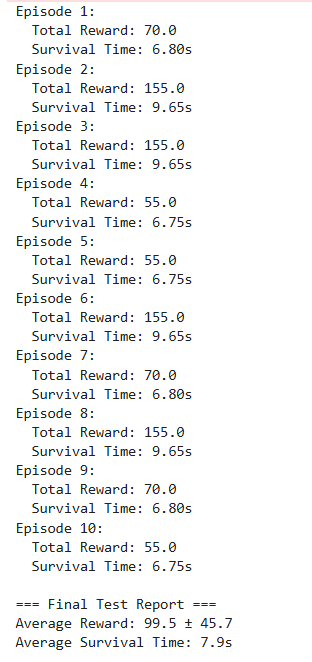 Episode 1:
  Total Reward: 70.0
  Survival Time: 6.80s
Episode 2:
  Total Reward: 155.0
  Survival Time: 9.65s
Episode 3:
  Total Reward: 155.0
  Survival Time: 9.65s
Episode 4:
  Total Reward: 55.0
  Survival Time: 6.75s
Episode 5:
  Total Reward: 55.0
  Survival Time: 6.75s
Episode 6:
  Total Reward: 155.0
  Survival Time: 9.65s
Episode 7:
  Total Reward: 70.0
  Survival Time: 6.80s
Episode 8:
  Total Reward: 155.0
  Survival Time: 9.65s
Episode 9:
  Total Reward: 70.0
  Survival Time: 6.80s
Episode 10:
  Total Reward: 55.0
  Survival Time: 6.75s

=== Final Test Report ===
Average Reward: 99.5 ± 45.7
Average Survival Time: 7.9s